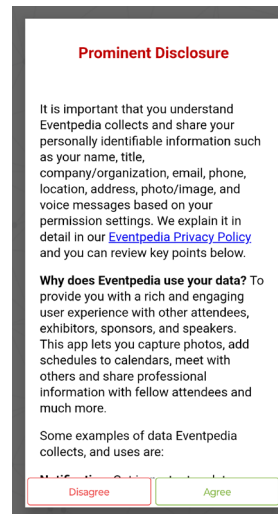 Prominent Disclosure
It is important that you understand
Eventpedia collects and share your
personally identifiable information such
as your name, title,
company/organization, email, phone,
location, address, photo/image, and
voice messages based on your
permission settings. We explain it in
detail in our Eventpedia Privacy Policy
and you can review key points below.
Why does Eventpedia use your data? To
provide you with a rich and engaging
user experience with other attendees,
exhibitors, sponsors, and speakers.
This app lets you capture photos, add
schedules to calendars, meet with
others and share professional
information with fellow attendees and
much more.
Some examples of data Eventpedia
collects, and uses are:
Disagree
Agree